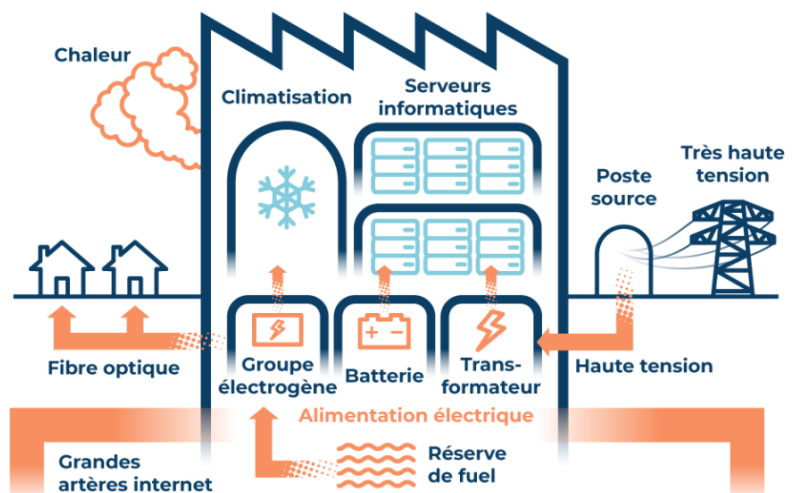 Chaleur
Climatisation
Serveurs
informatiques
Très haute
tension
Poste
source
Fibre optique
Groupe
électrogène
Batterie
Trans-
formateur
Haute tension
Alimentation électrique
Grandes
artères internet
Réserve
de fuel